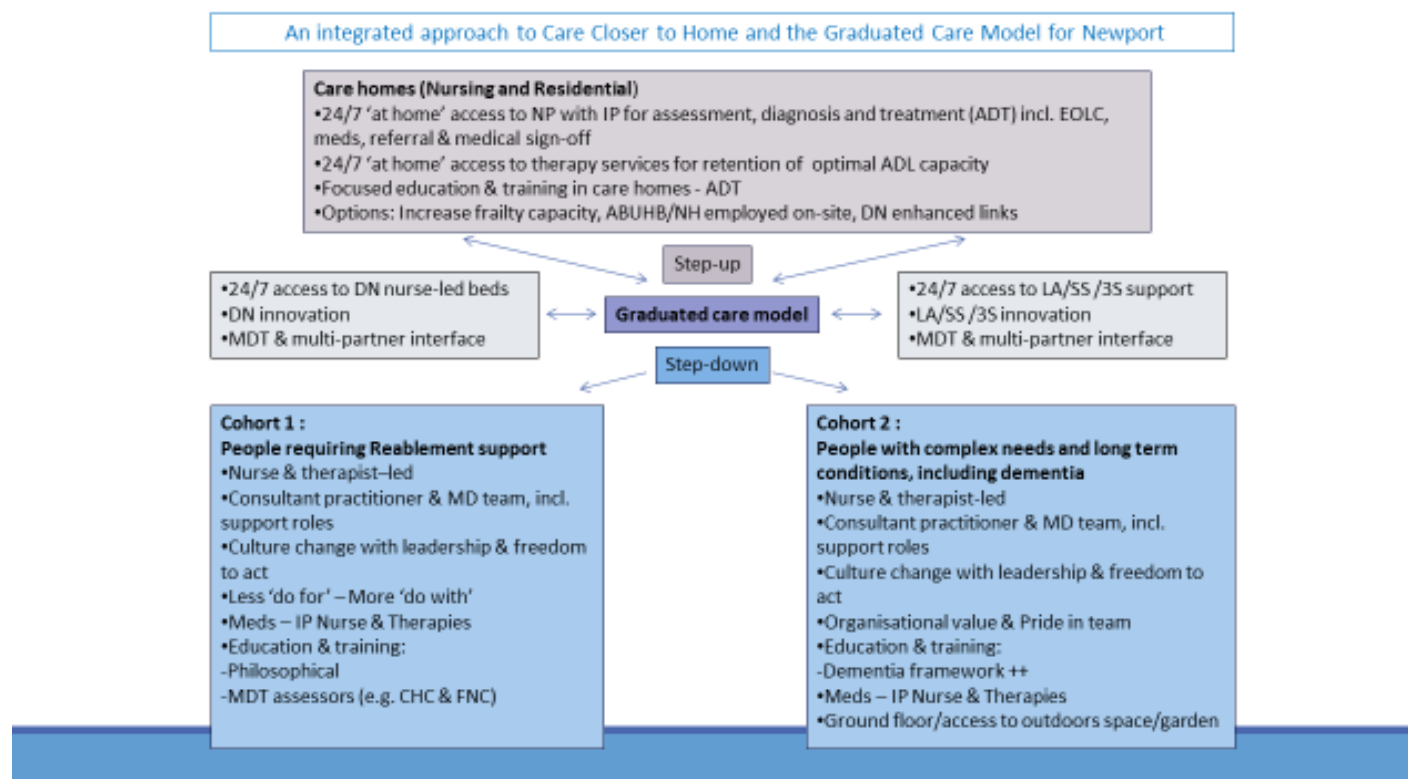 An integrated approach to Care Closer to Home and the Graduated Care Model for Newport
Care homes (Nursing and Residential)
•24/7 ‘at home’ access to NP with IP for assessment, diagnosis and treatment (ADT) incl. EOLC,
meds, referral & medical sign-off
•24/7 ‘at home’ access to therapy services for retention of optimal ADL capacity
•Focused education & training in care homes - ADT
•Options: Increase frailty capacity, ABUHB/NH employed on-site, DN enhanced links
Step-up
•24/7 access to DN nurse-led beds
•DN innovation
•MDT & multi-partner interface
Graduated care model
•24/7 access to LA/SS /3S support
•LA/SS /3S innovation
•MDT & multi-partner interface
Step-down
Cohort 1 :
People requiring Reablement support
•Nurse & therapist–led
•Consultant practitioner & MD team, incl.
support roles
•Culture change with leadership & freedom
to act
•Less ‘do for’ – More ‘do with’
•Meds – IP Nurse & Therapies
•Education & training:
-Philosophical
-MDT assessors (e.g. CHC & FNC)
Cohort 2 :
People with complex needs and long term
conditions, including dementia
•Nurse & therapist-led
•Consultant practitioner & MD team, incl.
support roles
•Culture change with leadership & freedom to
act
•Organisational value & Pride in team
•Education & training:
-Dementia framework ++
•Meds – IP Nurse & Therapies
•Ground floor/access to outdoors space/garden